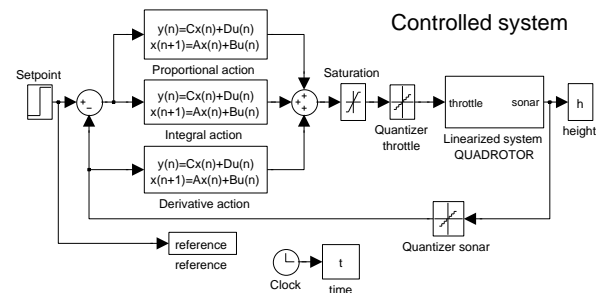 Controlled system
Setpoint
+
−
y(n)=Cx(n)+Du(n)
x(n+1)=Ax(n)+Bu(n)
Proportional action
y(n)=Cx(n)+Du(n)
x(n+1)=Ax(n)+Bu(n)
Integral action
y(n)=Cx(n)+Du(n)
x(n+1)=Ax(n)+Bu(n)
Derivative action
+
+
+
Saturation
Quantizer
throttle
throttle
sonar
Linearized system
QUADROTOR
h
height
Quantizer sonar
reference
reference
Clock
t
time